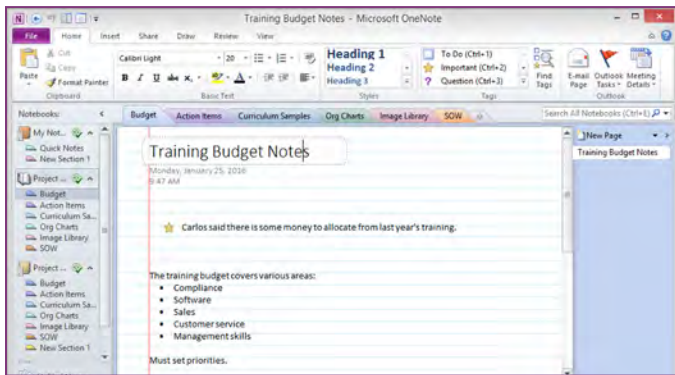 Training Budget Notes - Microsoft OneNote
File Home Insert Share Draw Review View
Paste
Cut
Copy
Format Painter
Clipboard
Calibri Light 20
B I U abc
Basic Text
Heading 1
Heading 2
Heading 3
Styles
To Do (Ctrl+1)
Important (Ctrl+2)
Question (Ctrl+3)
Find Tags
Tags
E-mail Page
Outlook Tasks
Meeting Details
Outlook
Notebooks:
Budget Action Items Curriculum Samples Org Charts Image Library SOW
Search All Notebooks (Ctrl+E)
My Not...
Quick Notes
New Section 1
Project ...
Budget
Action Items
Curriculum Sa...
Org Charts
Image Library
SOW
Project ...
Budget
Action Items
Curriculum Sa...
Org Charts
Image Library
SOW
New Section 1
Training Budget Notes
Monday, January 25, 2016
9:47 AM
Carlos said there is some money to allocate from last year's training.
The training budget covers various areas:
• Compliance
• Software
• Sales
• Customer service
• Management skills
Must set priorities.
New Page
Training Budget Notes